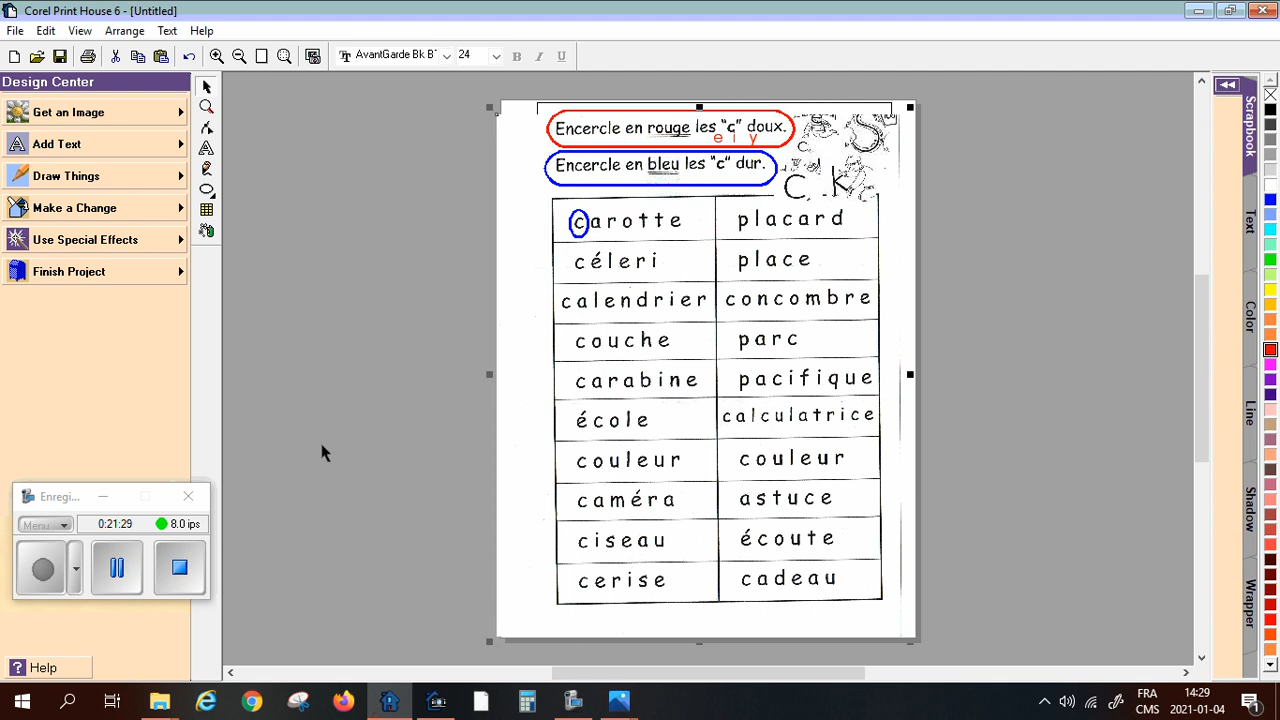 Corel Print House 6 - [Untitled]
File Edit View Arrange Text Help
AvantGarde Bk BT 24 B I U
Design Center
Get an Image
Add Text
Draw Things
Make a Change
Use Special Effects
Finish Project
Encercle en rouge les "c" doux.
e i y
Encercle en bleu les "c" dur.
S
C k
carotte placard
céleri place
calendrier concombre
couche parc
carabine pacifique
école calculatrice
couleur couleur
caméra astuce
ciseau écoute
cerise cadeau
Scrapbook
Text
Color
Line
Shadow
Wrapper
Enregi...
Menu 0:21:29 8.0 ips
? Help
FRA 14:29
CMS 2021-01-04
1